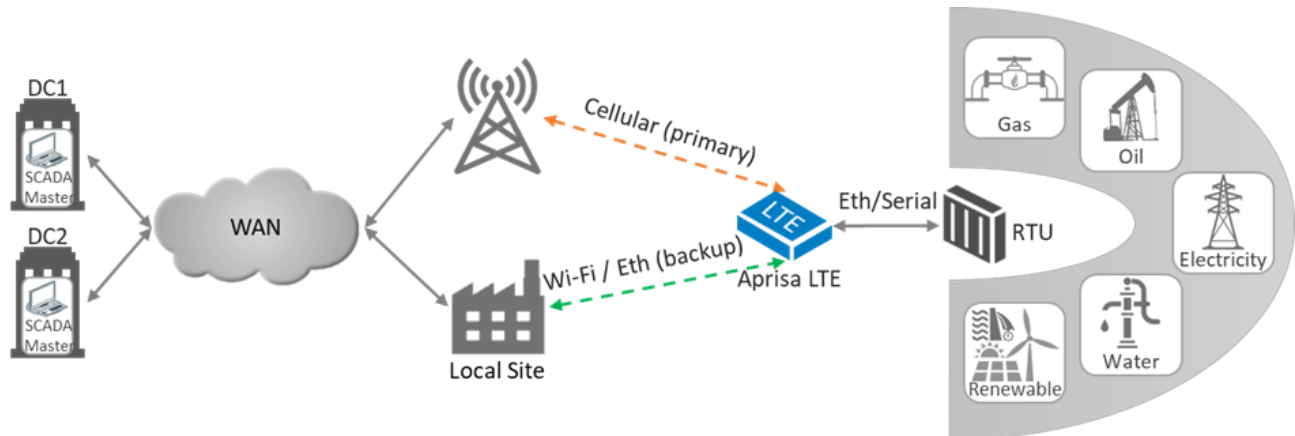 DC1
SCADA
Master
DC2
SCADA
Master
WAN
Cellular (primary)
Wi-Fi / Eth (backup)
Local Site
LTE
Aprisa LTE
Eth/Serial
RTU
Gas
Oil
Electricity
Water
Renewable